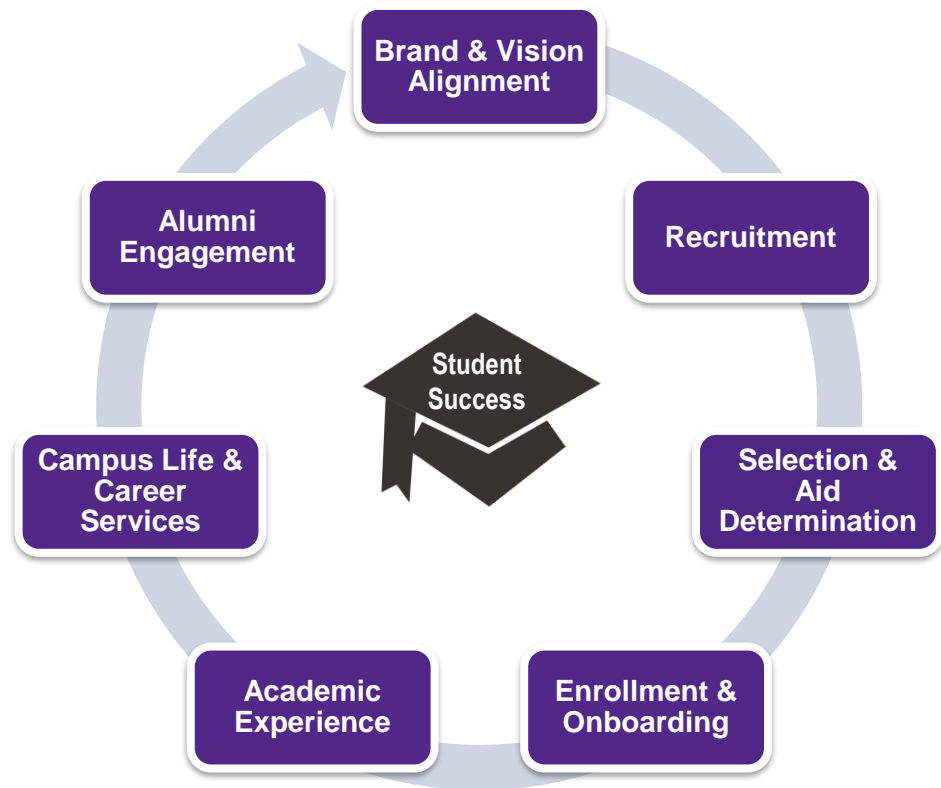 Brand & Vision
Alignment
Recruitment
Selection &
Aid
Determination
Enrollment &
Onboarding
Academic
Experience
Campus Life &
Career
Services
Alumni
Engagement
Student
Success